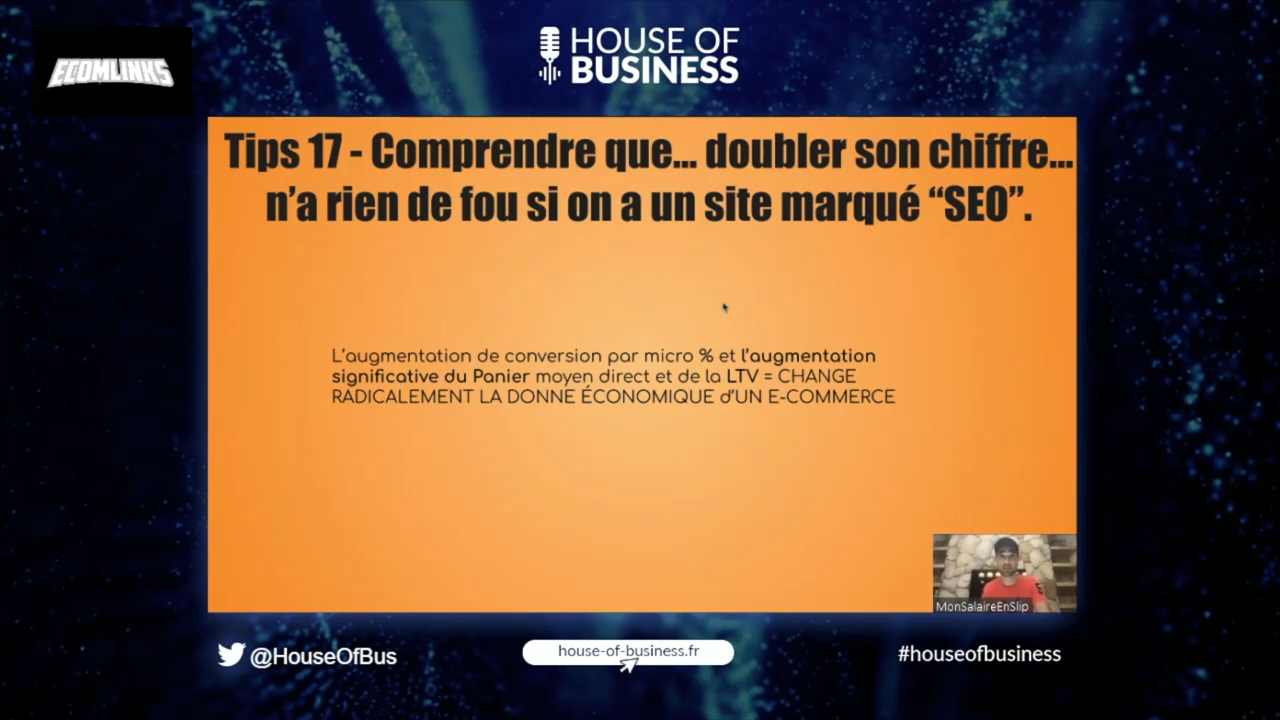 ECOMLINKS
HOUSE OF
BUSINESS
Tips 17 - Comprendre que... doubler son chiffre...
n’a rien de fou si on a un site marqué “SEO”.
L’augmentation de conversion par micro % et l’augmentation
significative du Panier moyen direct et de la LTV = CHANGE
RADICALEMENT LA DONNE ÉCONOMIQUE d’UN E-COMMERCE
MonSalaireEnSlip
@HouseOfBus
house-of-business.fr
#houseofbusiness